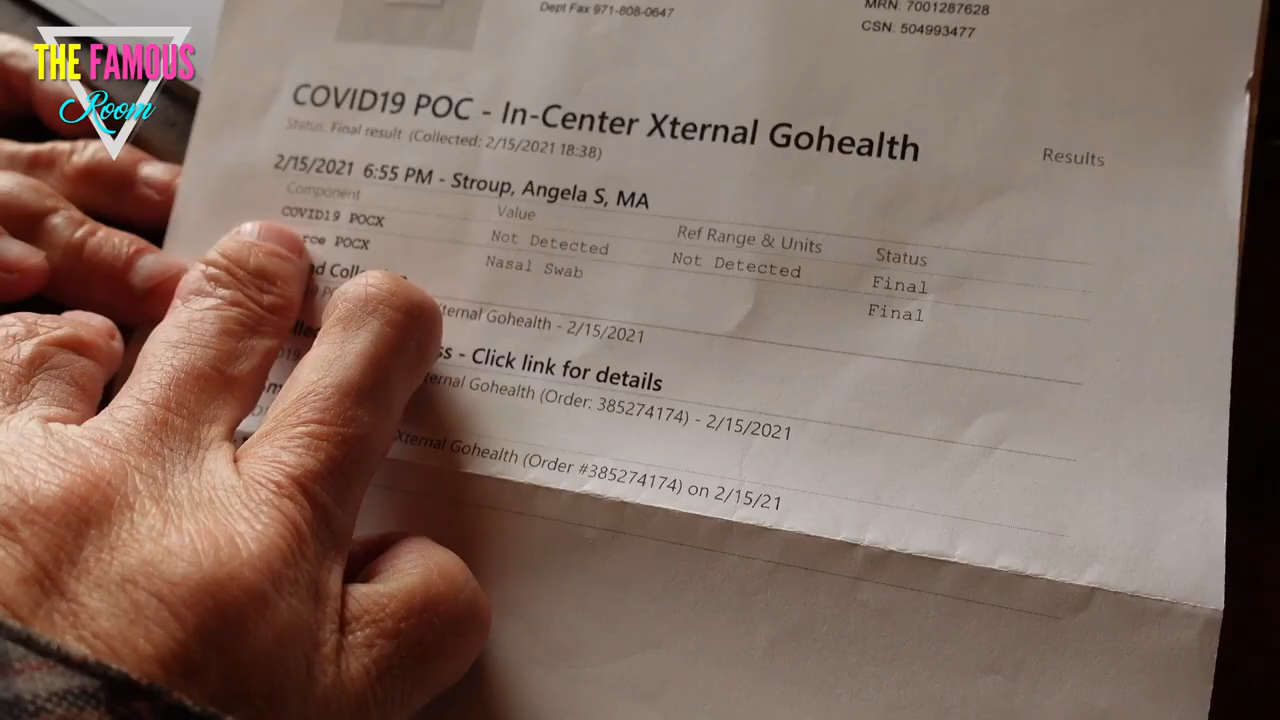 THE FAMOUS
Room
Dept Fax 971-808-0647
MRN: 7001287628
CSN: 504993477
COVID19 POC - In-Center Xternal Gohealth
Results
Status: Final result (Collected: 2/15/2021 18:38)
2/15/2021 6:55 PM - Stroup, Angela S, MA
Component Value Ref Range & Units Status
COVID19 POCX Not Detected Not Detected Final
POCX Nasal Swab Final
Gohealth - 2/15/2021
- Click link for details
Gohealth (Order: 385274174) - 2/15/2021
Xternal Gohealth (Order #385274174) on 2/15/21